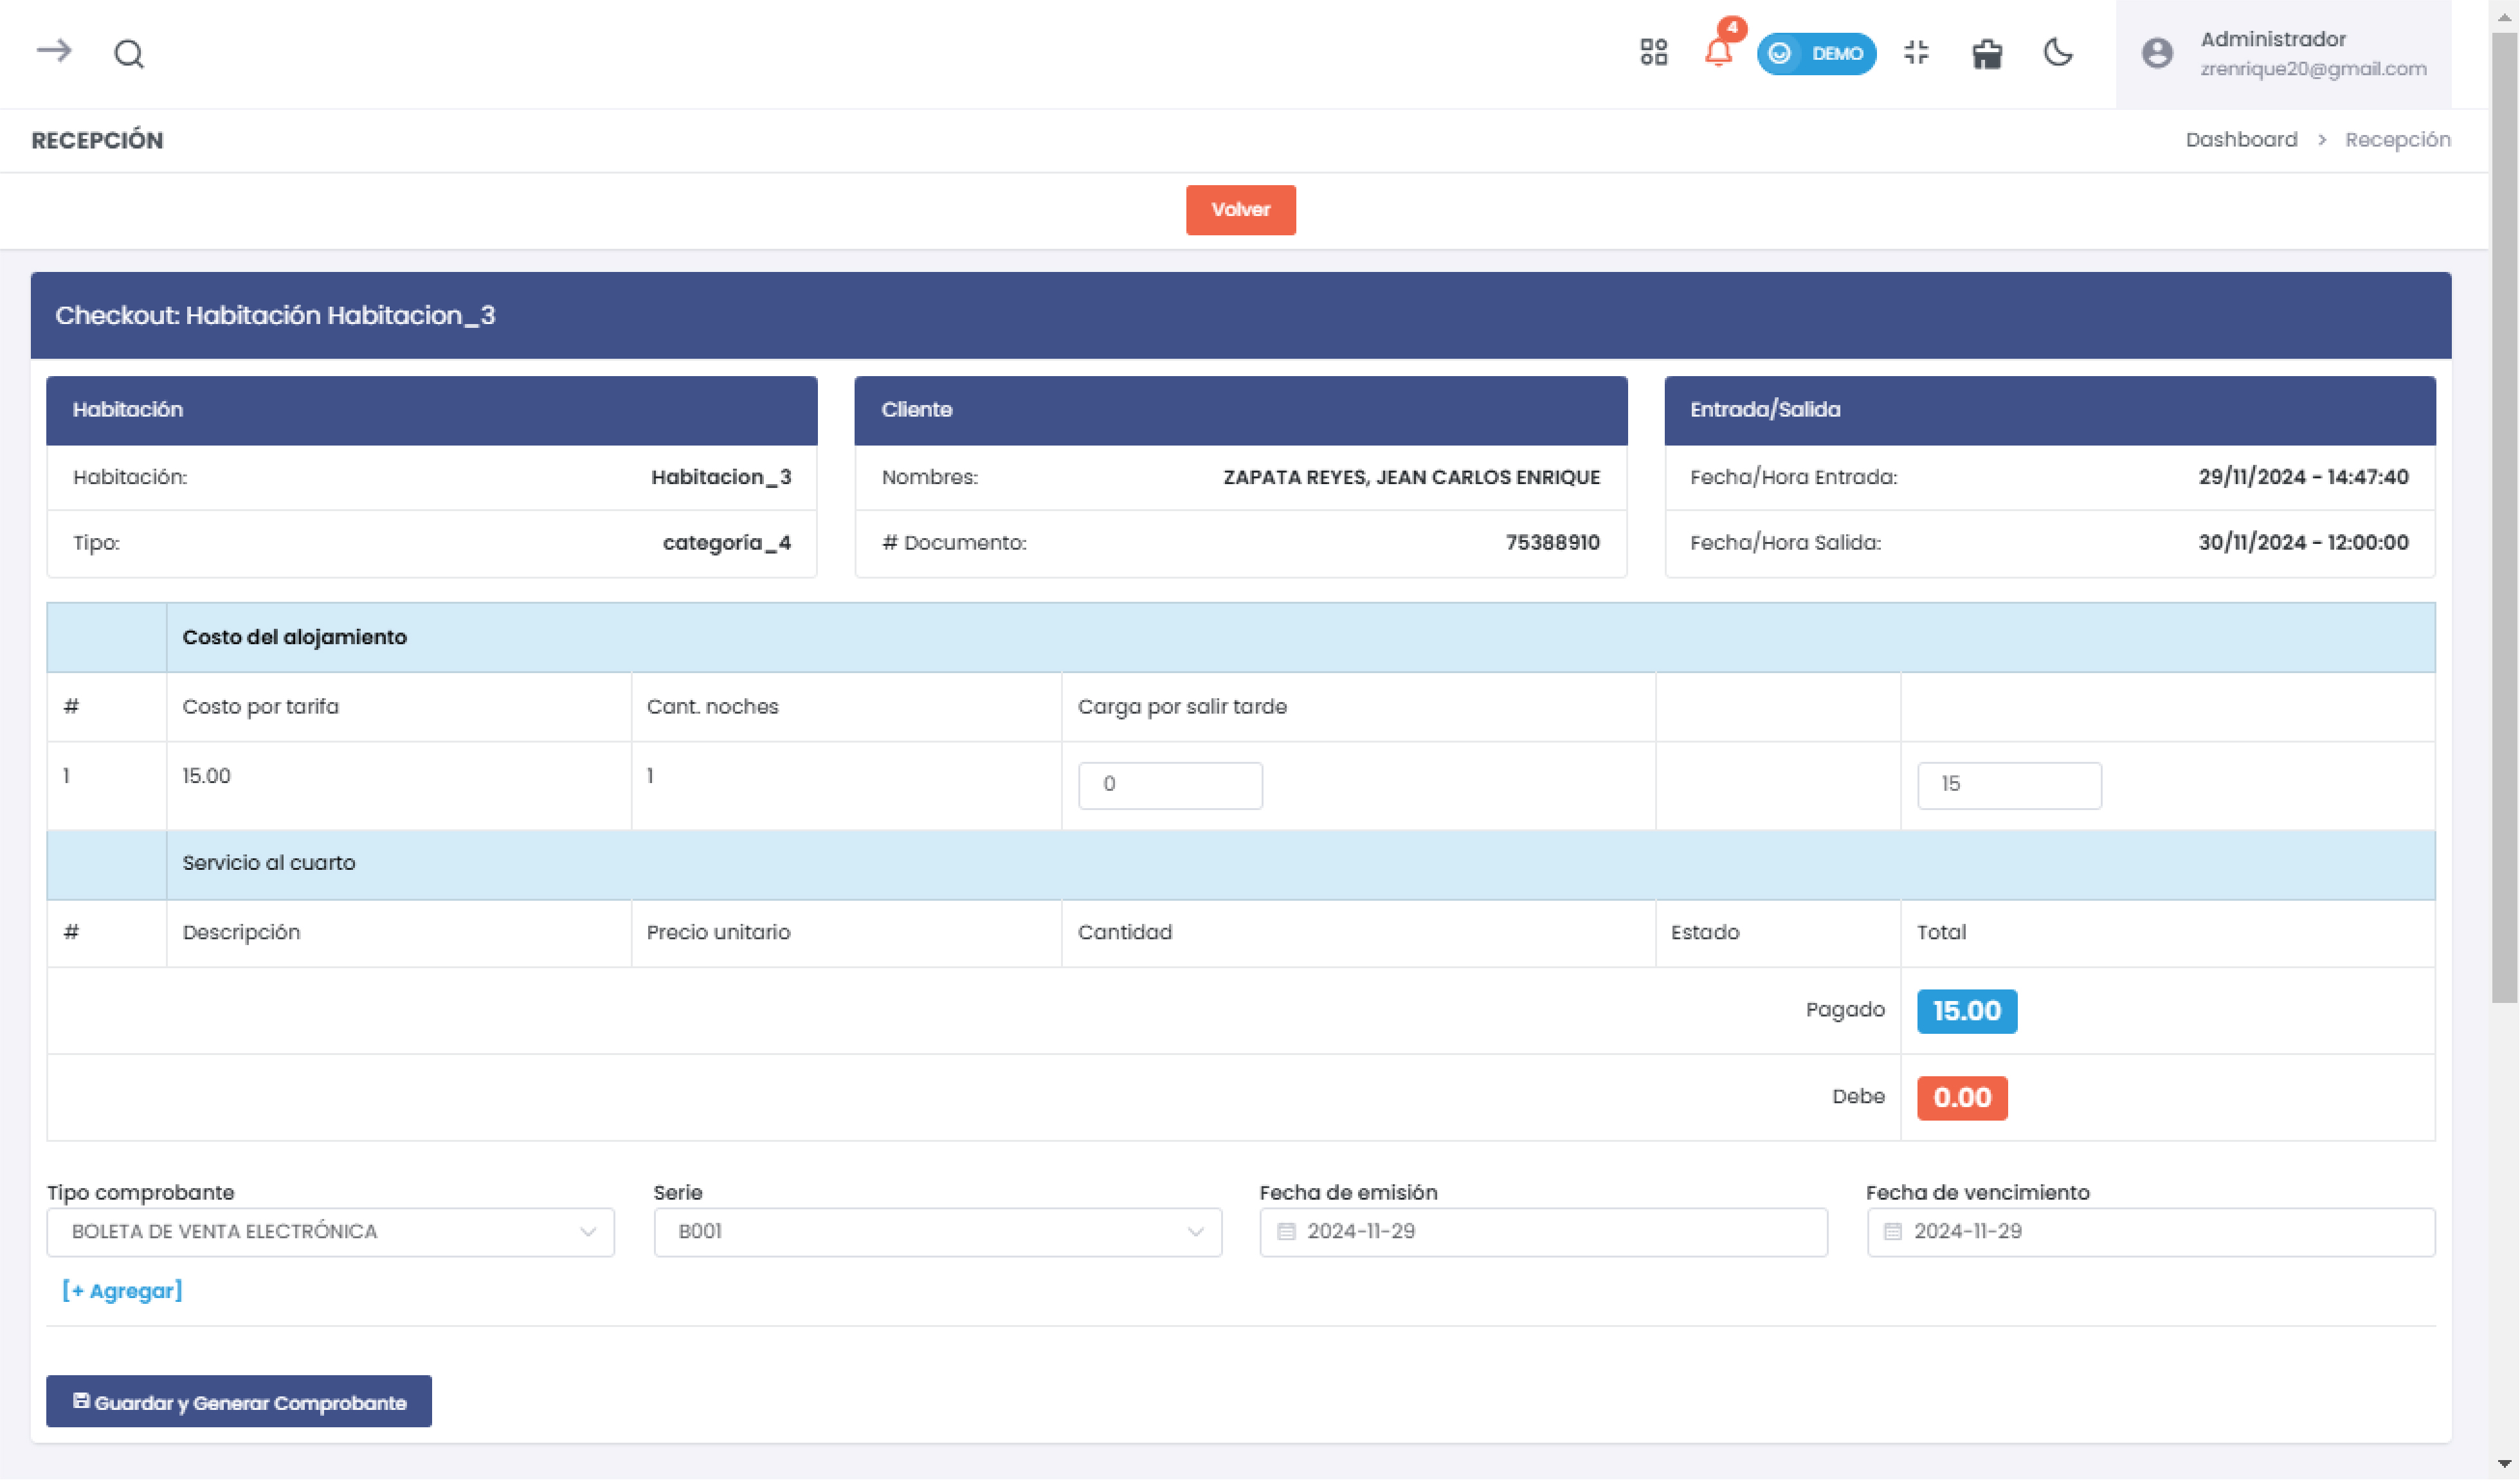 4
DEMO
Administrador
zrenrique20@gmail.com
RECEPCIÓN
Dashboard > Recepción
Volver
Checkout: Habitación Habitacion_3
Habitación
Habitación: Habitacion_3
Tipo: categoría_4
Cliente
Nombres: ZAPATA REYES, JEAN CARLOS ENRIQUE
# Documento: 75388910
Entrada/Salida
Fecha/Hora Entrada: 29/11/2024 - 14:47:40
Fecha/Hora Salida: 30/11/2024 - 12:00:00
Costo del alojamiento
# Costo por tarifa Cant. noches Carga por salir tarde
1 15.00 1 0 15
Servicio al cuarto
# Descripción Precio unitario Cantidad Estado Total
Pagado 15.00
Debe 0.00
Tipo comprobante Serie Fecha de emisión Fecha de vencimiento
BOLETA DE VENTA ELECTRÓNICA B001 2024-11-29 2024-11-29
[+ Agregar]
Guardar y Generar Comprobante